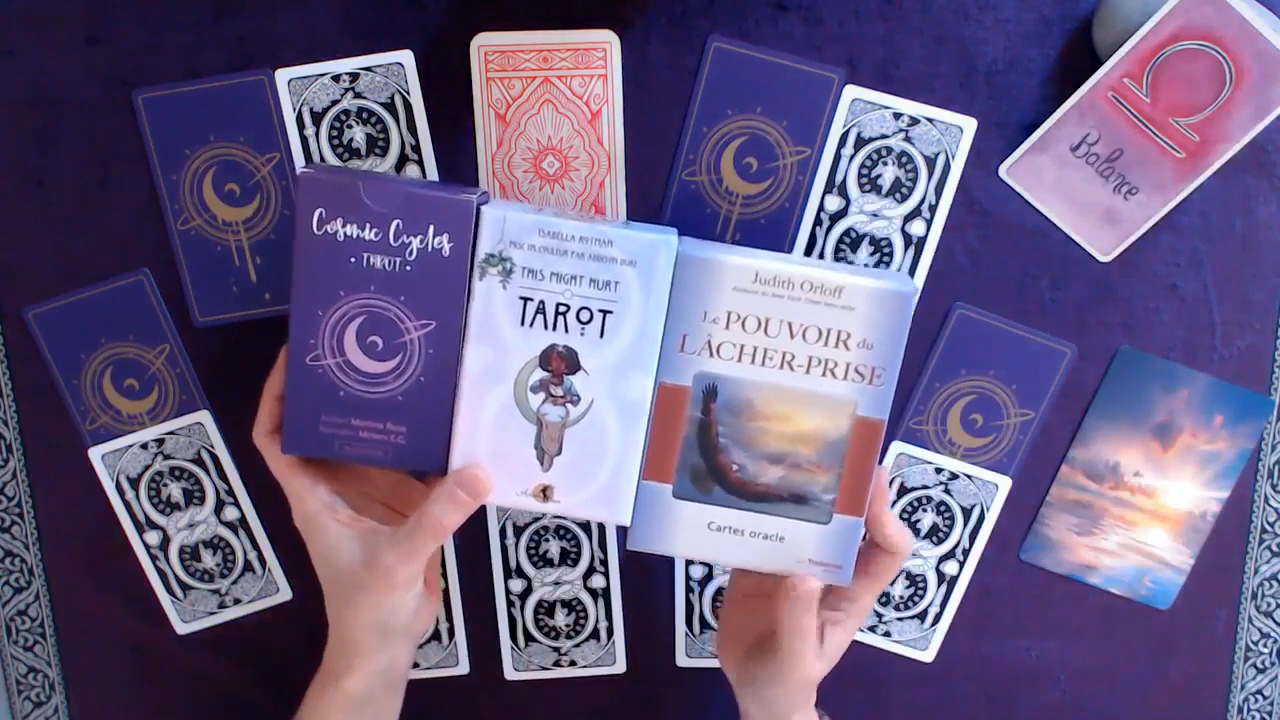 Cosmic Cycles
• TAROT •
ISABELLA ROTMAN
THIS MIGHT HURT
TAROT
Judith Orloff
Le POUVOIR du
LÂCHER-PRISE
Cartes oracle
Balance